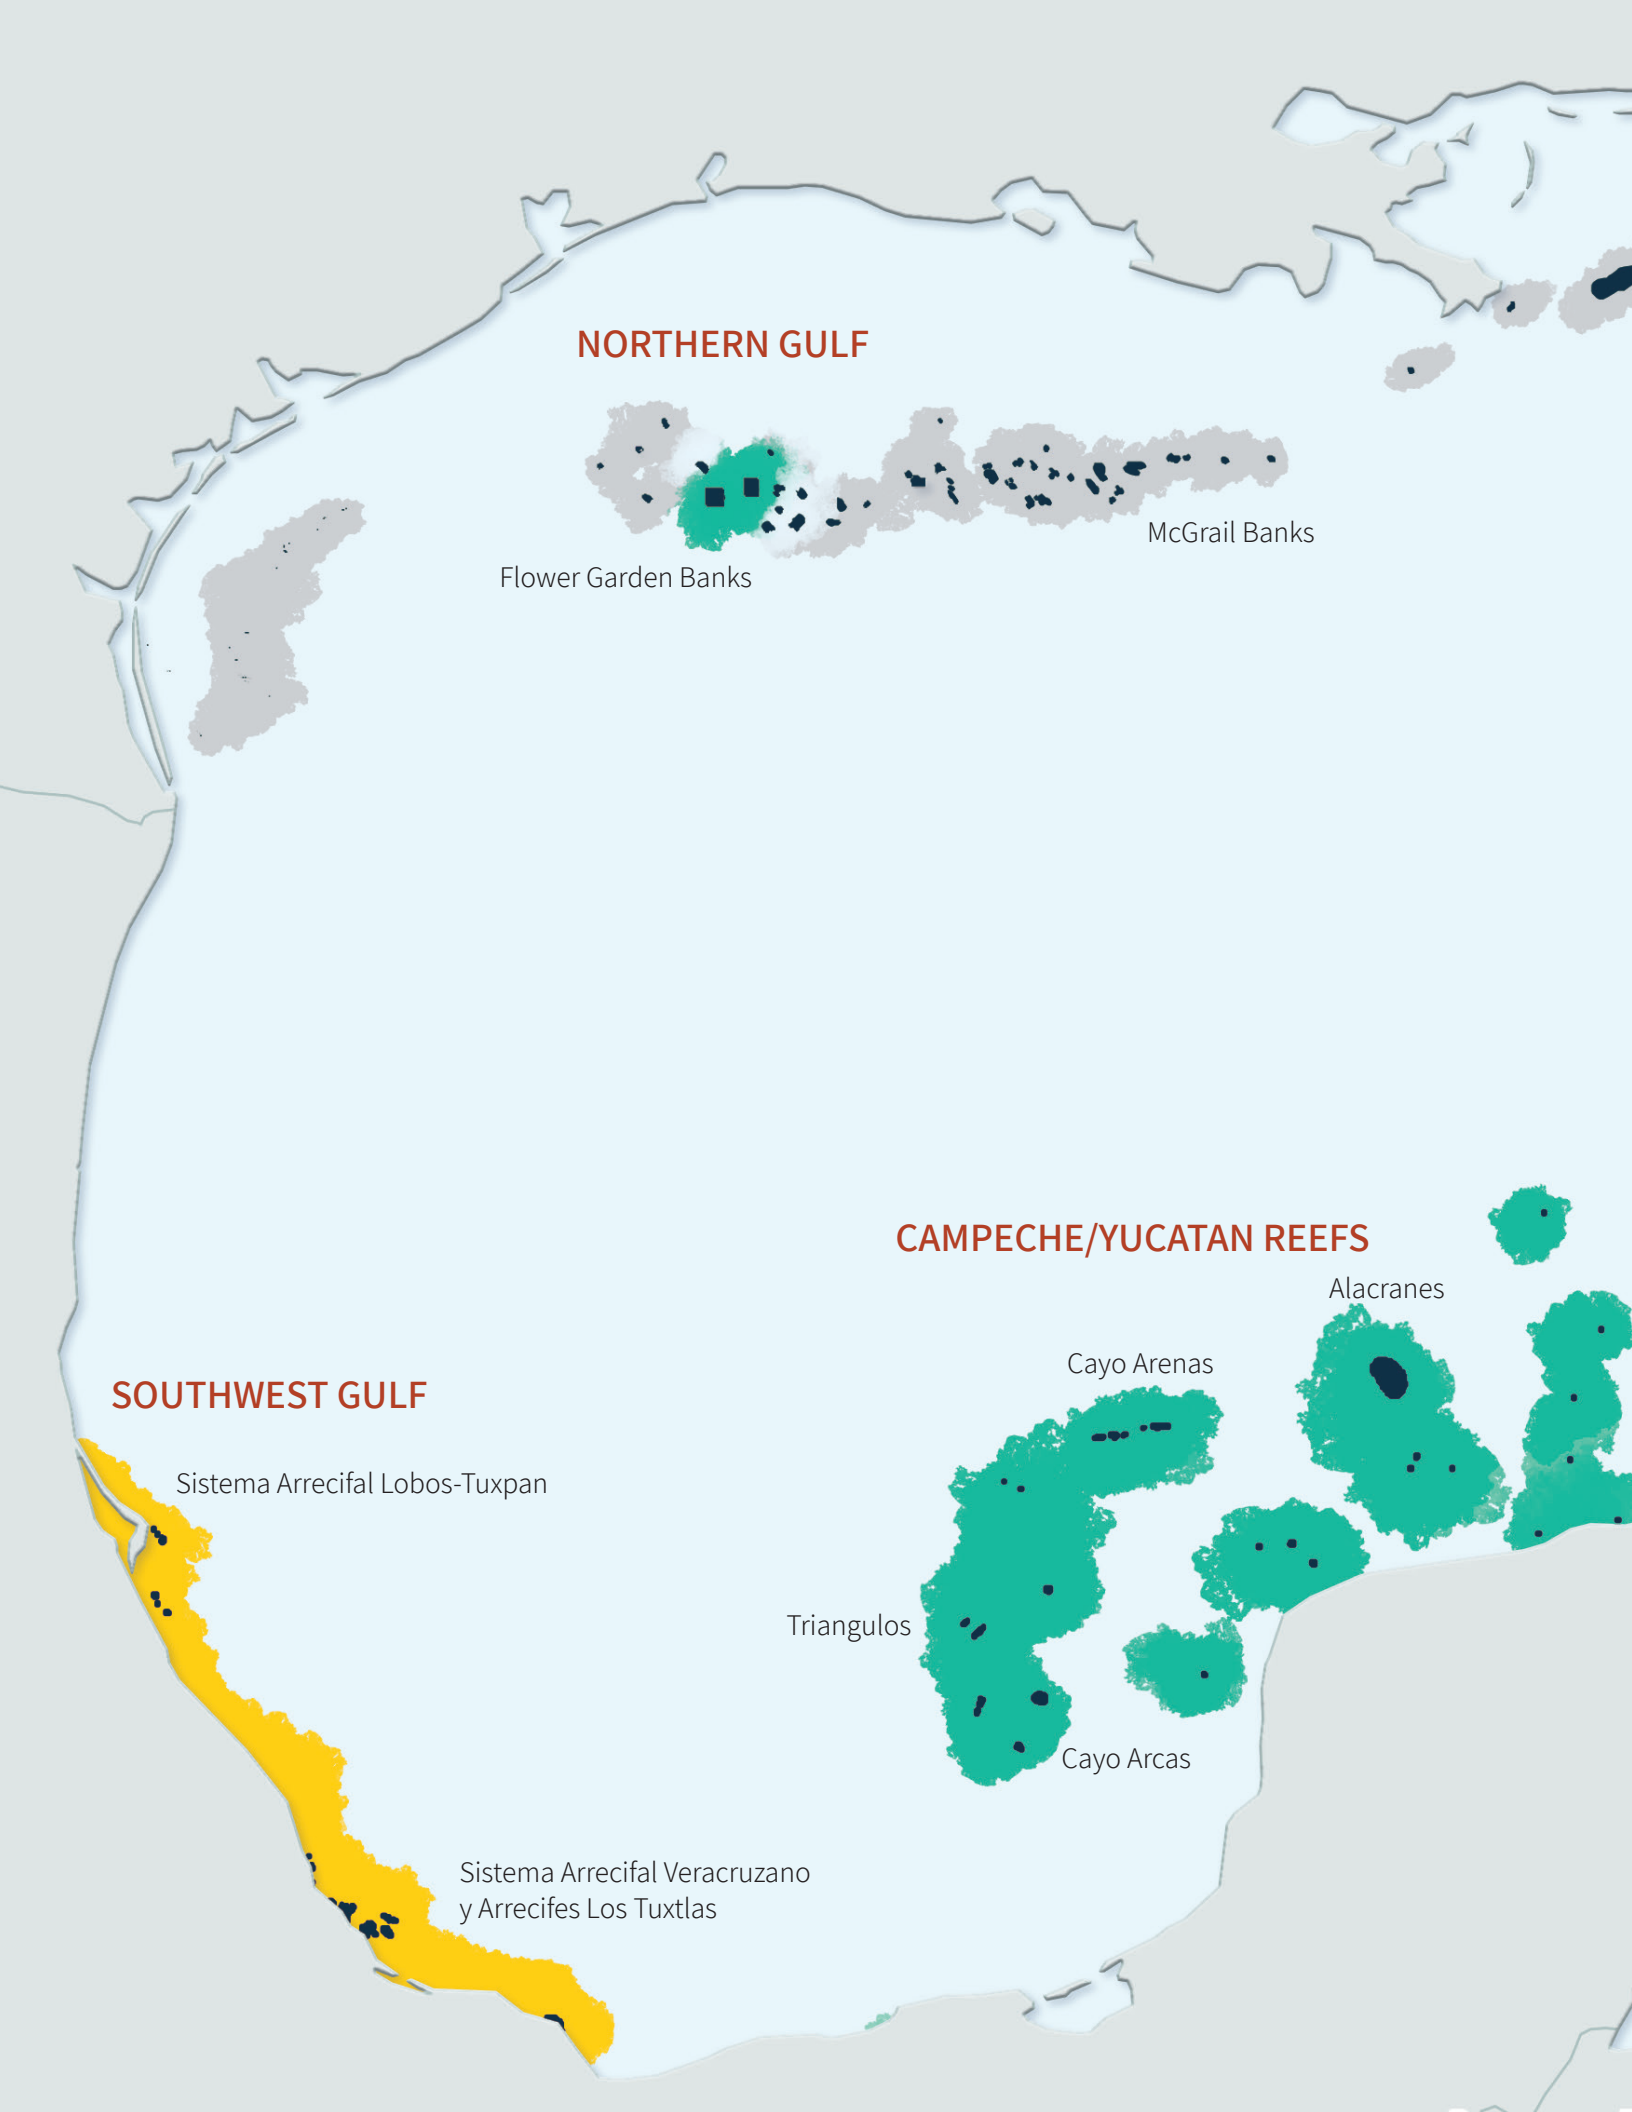 NORTHERN GULF
McGrail Banks
Flower Garden Banks
CAMPECHE/YUCATAN REEFS
Alacranes
Cayo Arenas
SOUTHWEST GULF
Sistema Arrecifal Lobos-Tuxpan
Triangulos
Cayo Arcas
Sistema Arrecifal Veracruzano
y Arrecifes Los Tuxtlas